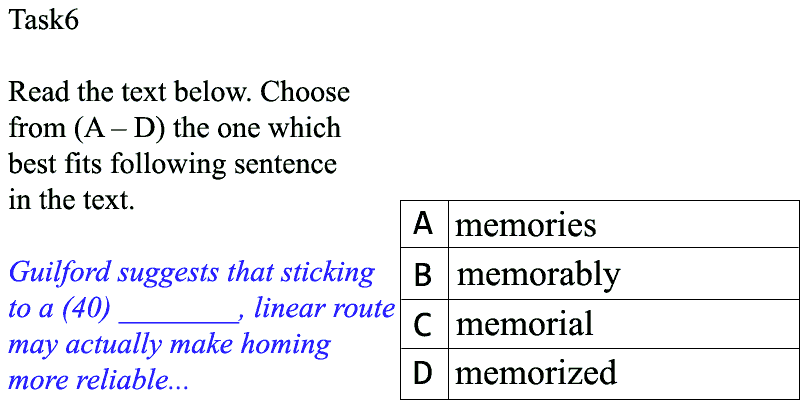 Task6
Read the text below. Choose
from (A – D) the one which
best fits following sentence
in the text.
Guilford suggests that sticking
to a (40) ________, linear route
may actually make homing
more reliable...
A memories
B memorably
C memorial
D memorized